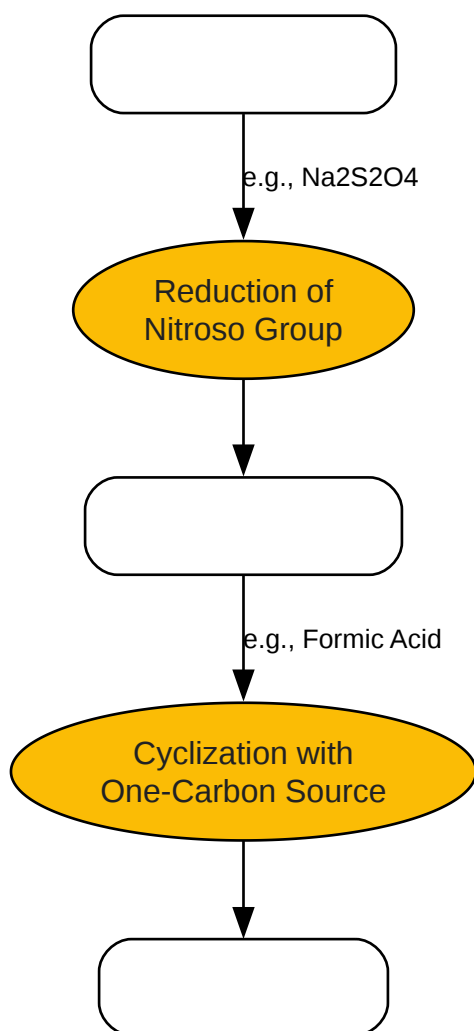 e.g., Na2S2O4
Reduction of
Nitroso Group
e.g., Formic Acid
Cyclization with
One-Carbon Source